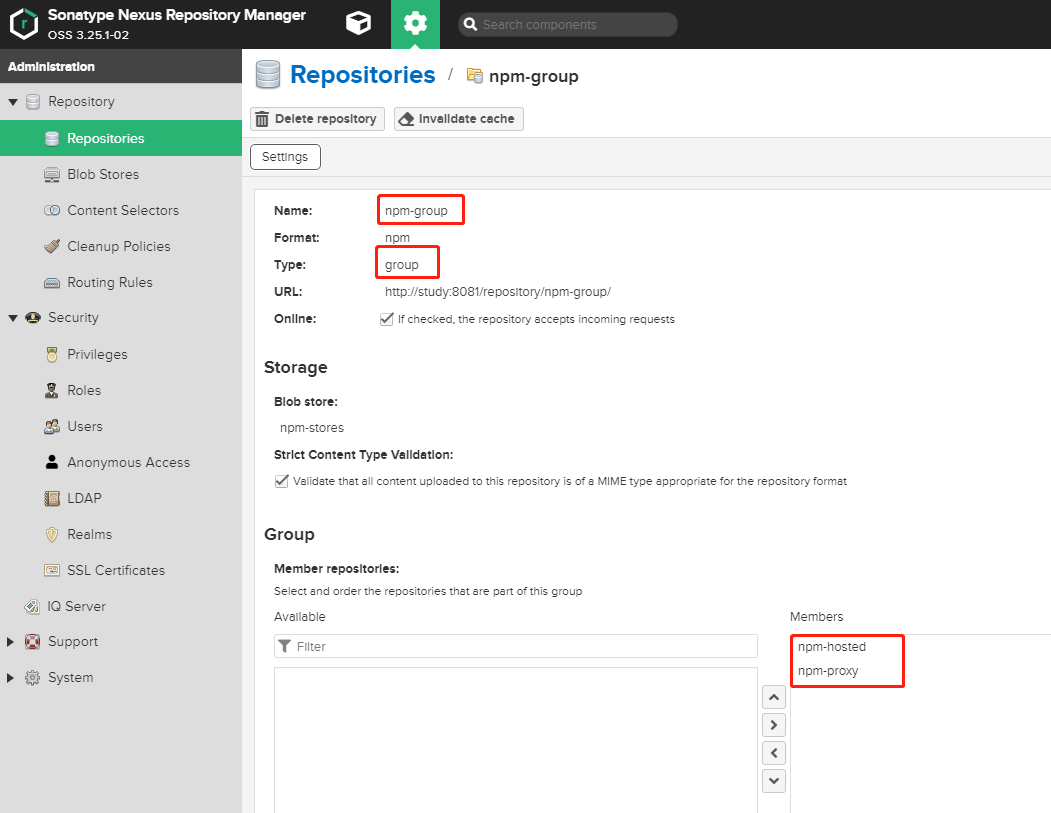 Sonatype Nexus Repository Manager
OSS 3.25.1-02
Search components
Administration
Repository
Repositories
Blob Stores
Content Selectors
Cleanup Policies
Routing Rules
Security
Privileges
Roles
Users
Anonymous Access
LDAP
Realms
SSL Certificates
IQ Server
Support
System
Repositories / npm-group
Delete repository Invalidate cache
Settings
Name: npm-group
Format: npm
Type: group
URL: http://study:8081/repository/npm-group/
Online: If checked, the repository accepts incoming requests
Storage
Blob store:
npm-stores
Strict Content Type Validation:
Validate that all content uploaded to this repository is of a MIME type appropriate for the repository format
Group
Member repositories:
Select and order the repositories that are part of this group
Available Members
Filter
npm-hosted
npm-proxy